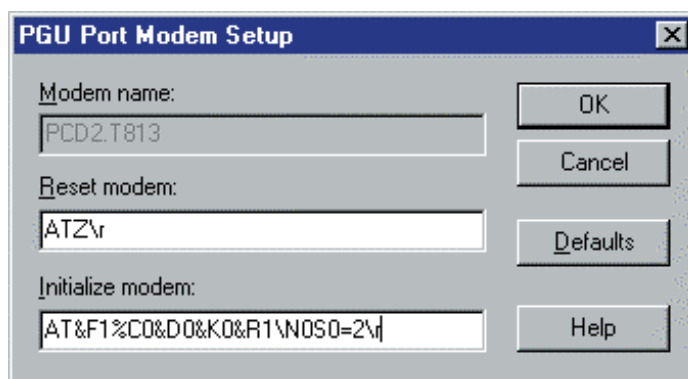 PGU Port Modem Setup
Modem name:
PCD2.T813
Reset modem:
ATZ\r
Initialize modem:
AT&F1%C0&D0&K0&R1\N0S0=2\r
OK
Cancel
Defaults
Help